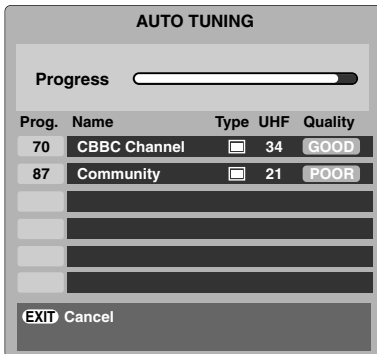 AUTO TUNING
Progress
Prog. Name Type UHF Quality
70 CBBC Channel 34 GOOD
87 Community 21 POOR
EXIT Cancel